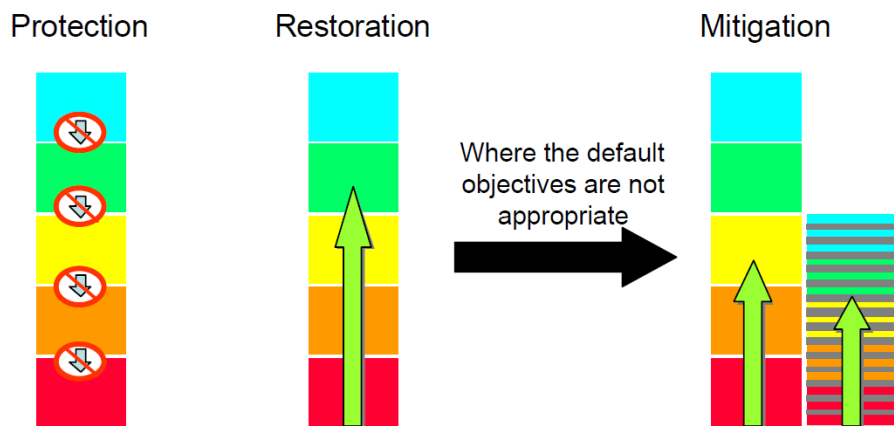 Protection
Restoration
Mitigation
Where the default
objectives are not
appropriate